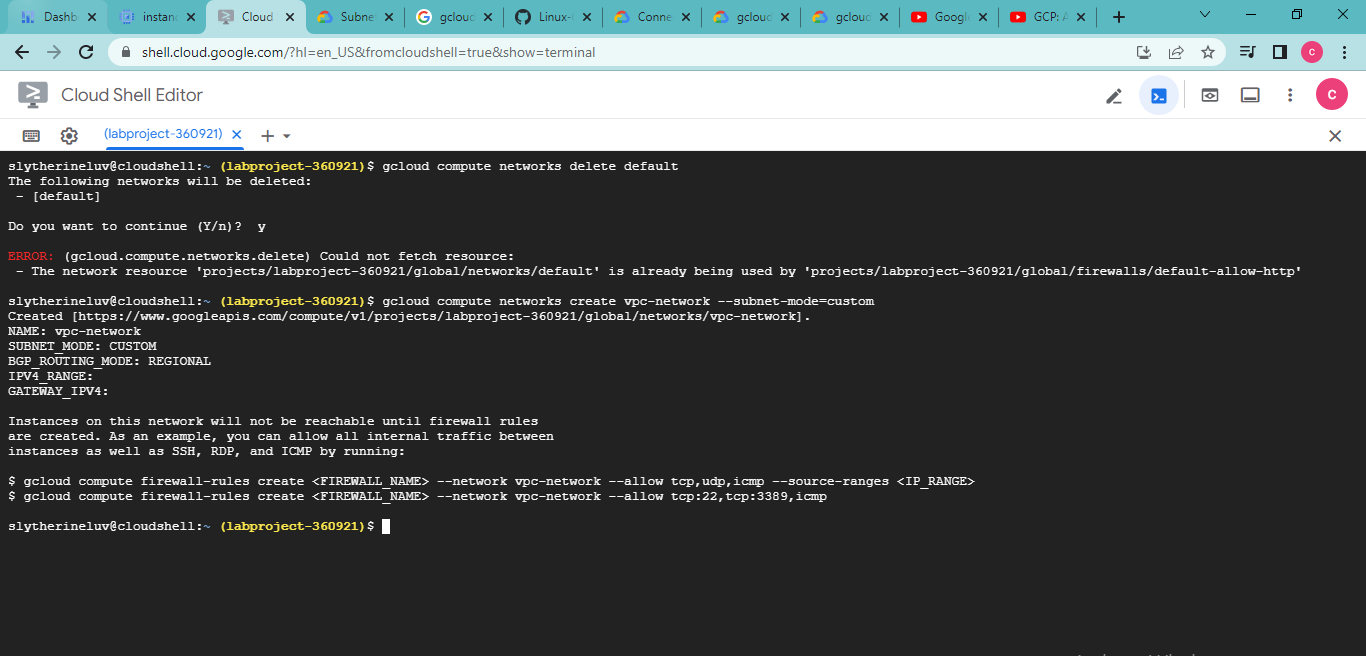 Dashb
instanc
Cloud
Subne
gcloud
Linux-
Conne
gcloud
gcloud
Googl
GCP: A
shell.cloud.google.com/?hl=en_US&fromcloudshell=true&show=terminal
C
Cloud Shell Editor
C
(labproject-360921)
slytherineluv@cloudshell:~ (labproject-360921)$ gcloud compute networks delete default
The following networks will be deleted:
 - [default]
Do you want to continue (Y/n)?  y
ERROR: (gcloud.compute.networks.delete) Could not fetch resource:
 - The network resource 'projects/labproject-360921/global/networks/default' is already being used by 'projects/labproject-360921/global/firewalls/default-allow-http'
slytherineluv@cloudshell:~ (labproject-360921)$ gcloud compute networks create vpc-network --subnet-mode=custom
Created [https://www.googleapis.com/compute/v1/projects/labproject-360921/global/networks/vpc-network].
NAME: vpc-network
SUBNET_MODE: CUSTOM
BGP_ROUTING_MODE: REGIONAL
IPV4_RANGE:
GATEWAY_IPV4:
Instances on this network will not be reachable until firewall rules
are created. As an example, you can allow all internal traffic between
instances as well as SSH, RDP, and ICMP by running:
$ gcloud compute firewall-rules create <FIREWALL_NAME> --network vpc-network --allow tcp,udp,icmp --source-ranges <IP_RANGE>
$ gcloud compute firewall-rules create <FIREWALL_NAME> --network vpc-network --allow tcp:22,tcp:3389,icmp
slytherineluv@cloudshell:~ (labproject-360921)$